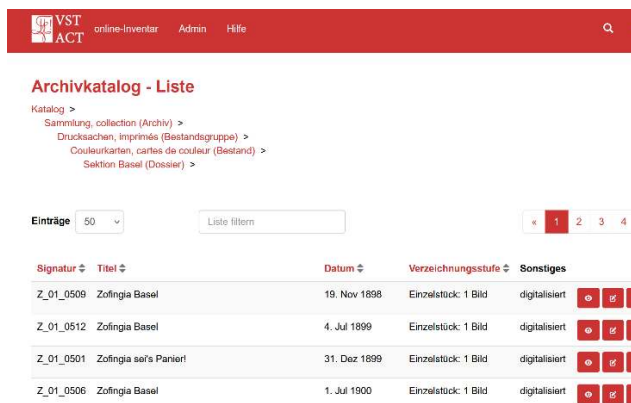 VST
ACT
online-Inventar Admin Hilfe
Archivkatalog - Liste
Katalog >
Sammlung, collection (Archiv) >
Drucksachen, imprimés (Bestandsgruppe) >
Couleurkarten, cartes de couleur (Bestand) >
Sektion Basel (Dossier) >
Einträge 50 Liste filtern « 1 2 3 4
Signatur Titel Datum Verzeichnungsstufe Sonstiges
Z_01_0509 Zofingia Basel 19. Nov 1898 Einzelstück: 1 Bild digitalisiert
Z_01_0512 Zofingia Basel 4. Jul 1899 Einzelstück: 1 Bild digitalisiert
Z_01_0501 Zofingia sei's Panier! 31. Dez 1899 Einzelstück: 1 Bild digitalisiert
Z_01_0506 Zofingia Basel 1. Jul 1900 Einzelstück: 1 Bild digitalisiert